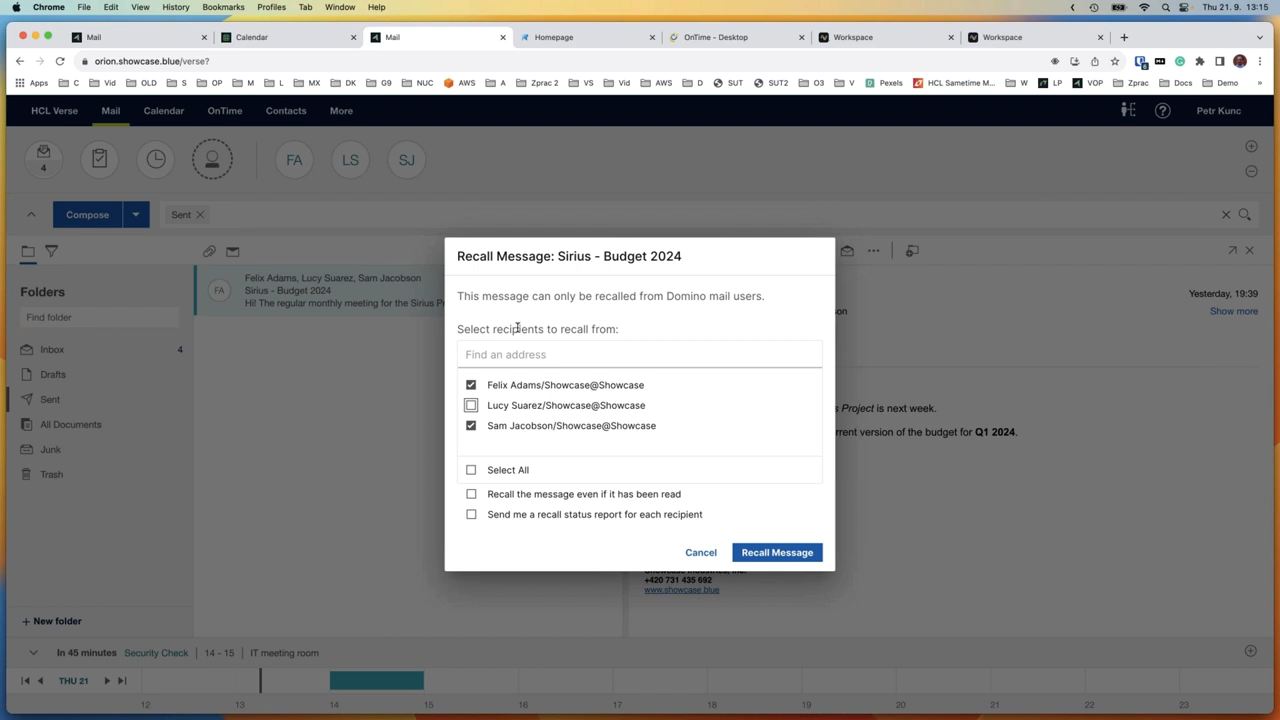 Chrome File Edit View History Bookmarks Profiles Tab Window Help Thu 21. 9. 13:15
Mail Calendar Mail Homepage OnTime - Desktop Workspace Workspace
orion.showcase.blue/verse?
Apps C Vid OLD S OP M L MX DK G9 NUC AWS A Zprac 2 VS Vid AWS D SUT SUT2 O3 V Pexels HCL Sametime M... W LP VOP Zprac Docs Demo »
HCL Verse Mail Calendar OnTime Contacts More Petr Kunc
4 FA LS SJ
Compose Sent
Folders
Find folder
Inbox 4
Drafts
Sent
All Documents
Junk
Trash
+ New folder
FA
Felix Adams, Lucy Suarez, Sam Jacobson
Sirius - Budget 2024
Hi! The regular monthly meeting for the Sirius P
Recall Message: Sirius - Budget 2024
This message can only be recalled from Domino mail users.
Select recipients to recall from:
Find an address
Felix Adams/Showcase@Showcase
Lucy Suarez/Showcase@Showcase
Sam Jacobson/Showcase@Showcase
Select All
Recall the message even if it has been read
Send me a recall status report for each recipient
Cancel Recall Message
Yesterday, 19:39
on Show more
Project is next week.
rent version of the budget for Q1 2024.
+420 731 435 692
www.showcase.blue
In 45 minutes Security Check 14 - 15 IT meeting room
THU 21
12 13 14 15 16 17 18 19 20 21 22 23